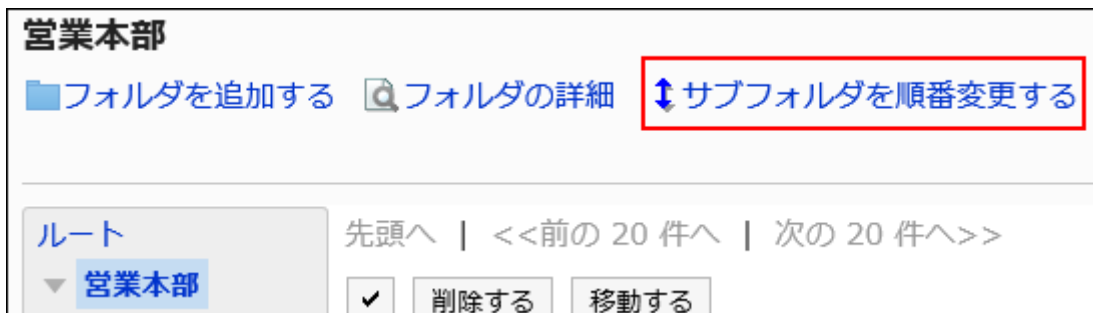 営業本部
フォルダを追加する フォルダの詳細 サブフォルダを順番変更する
ルート
先頭へ | <<前の 20 件へ | 次の 20 件へ>>
営業本部
削除する 移動する